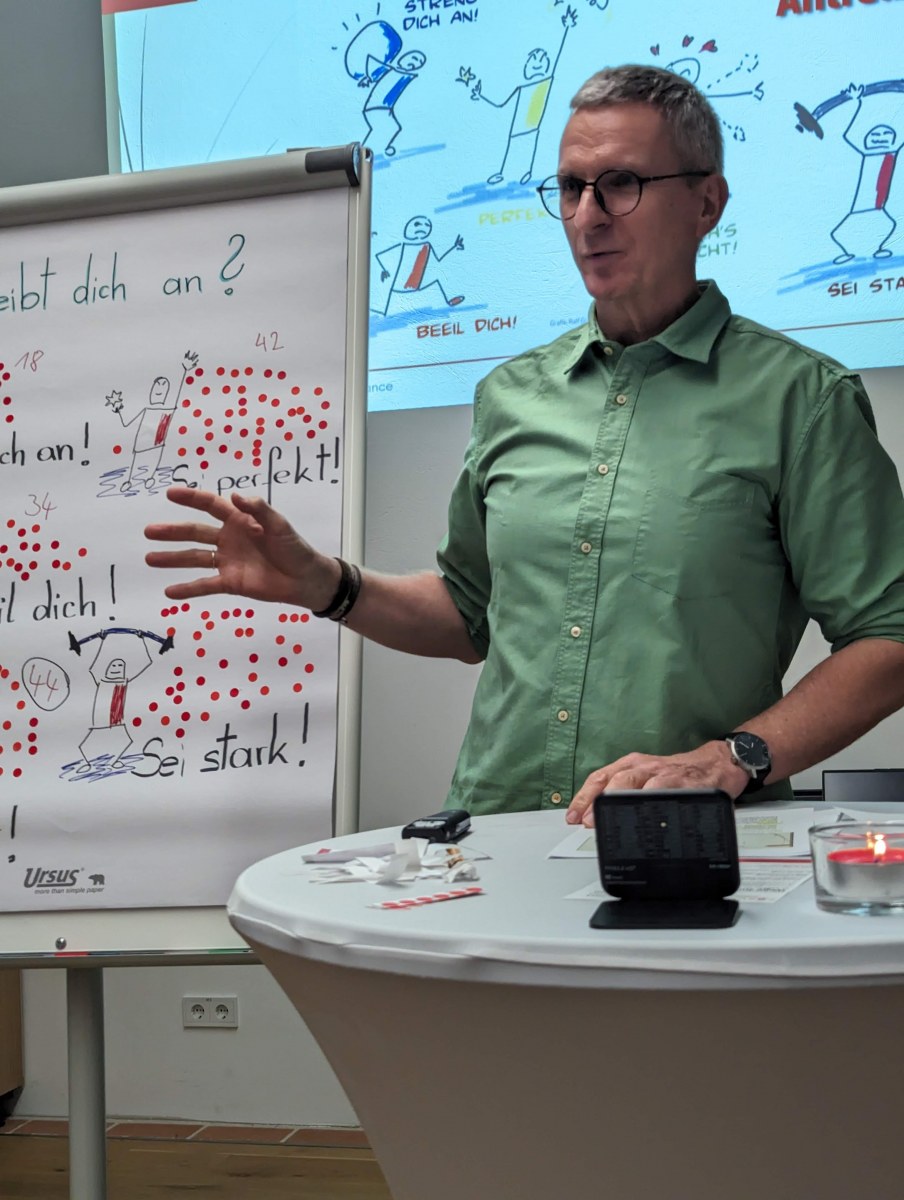 STRENG
DICH AN!
BEEIL DICH!
SEI STA
eibt dich an?
18
42
ch an!
Sei perfekt!
34
il dich!
44
Sei stark!
!
Ursus
more than simple paper